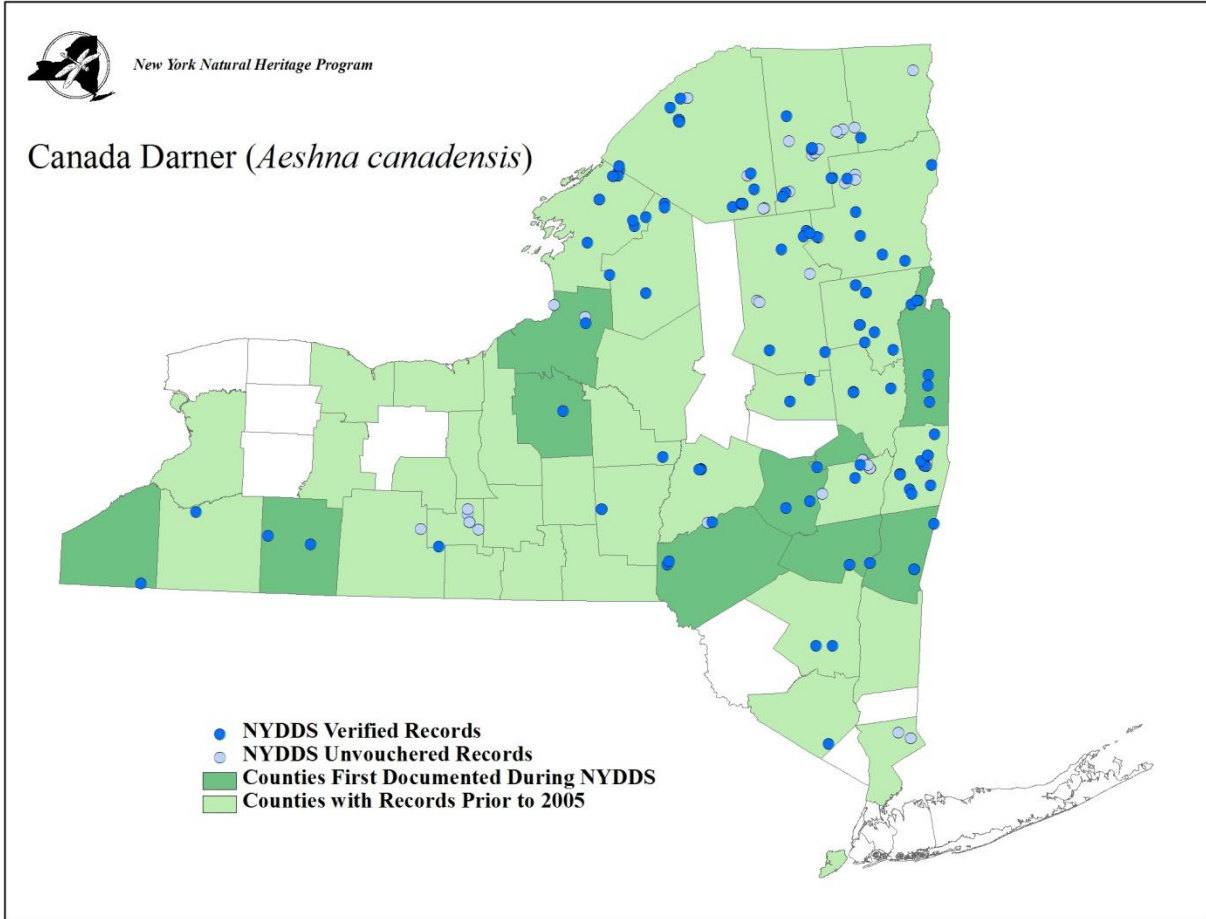 New York Natural Heritage Program
Canada Darner (Aeshna canadensis)
NYDDS Verified Records
NYDDS Unvouchered Records
Counties First Documented During NYDDS
Counties with Records Prior to 2005